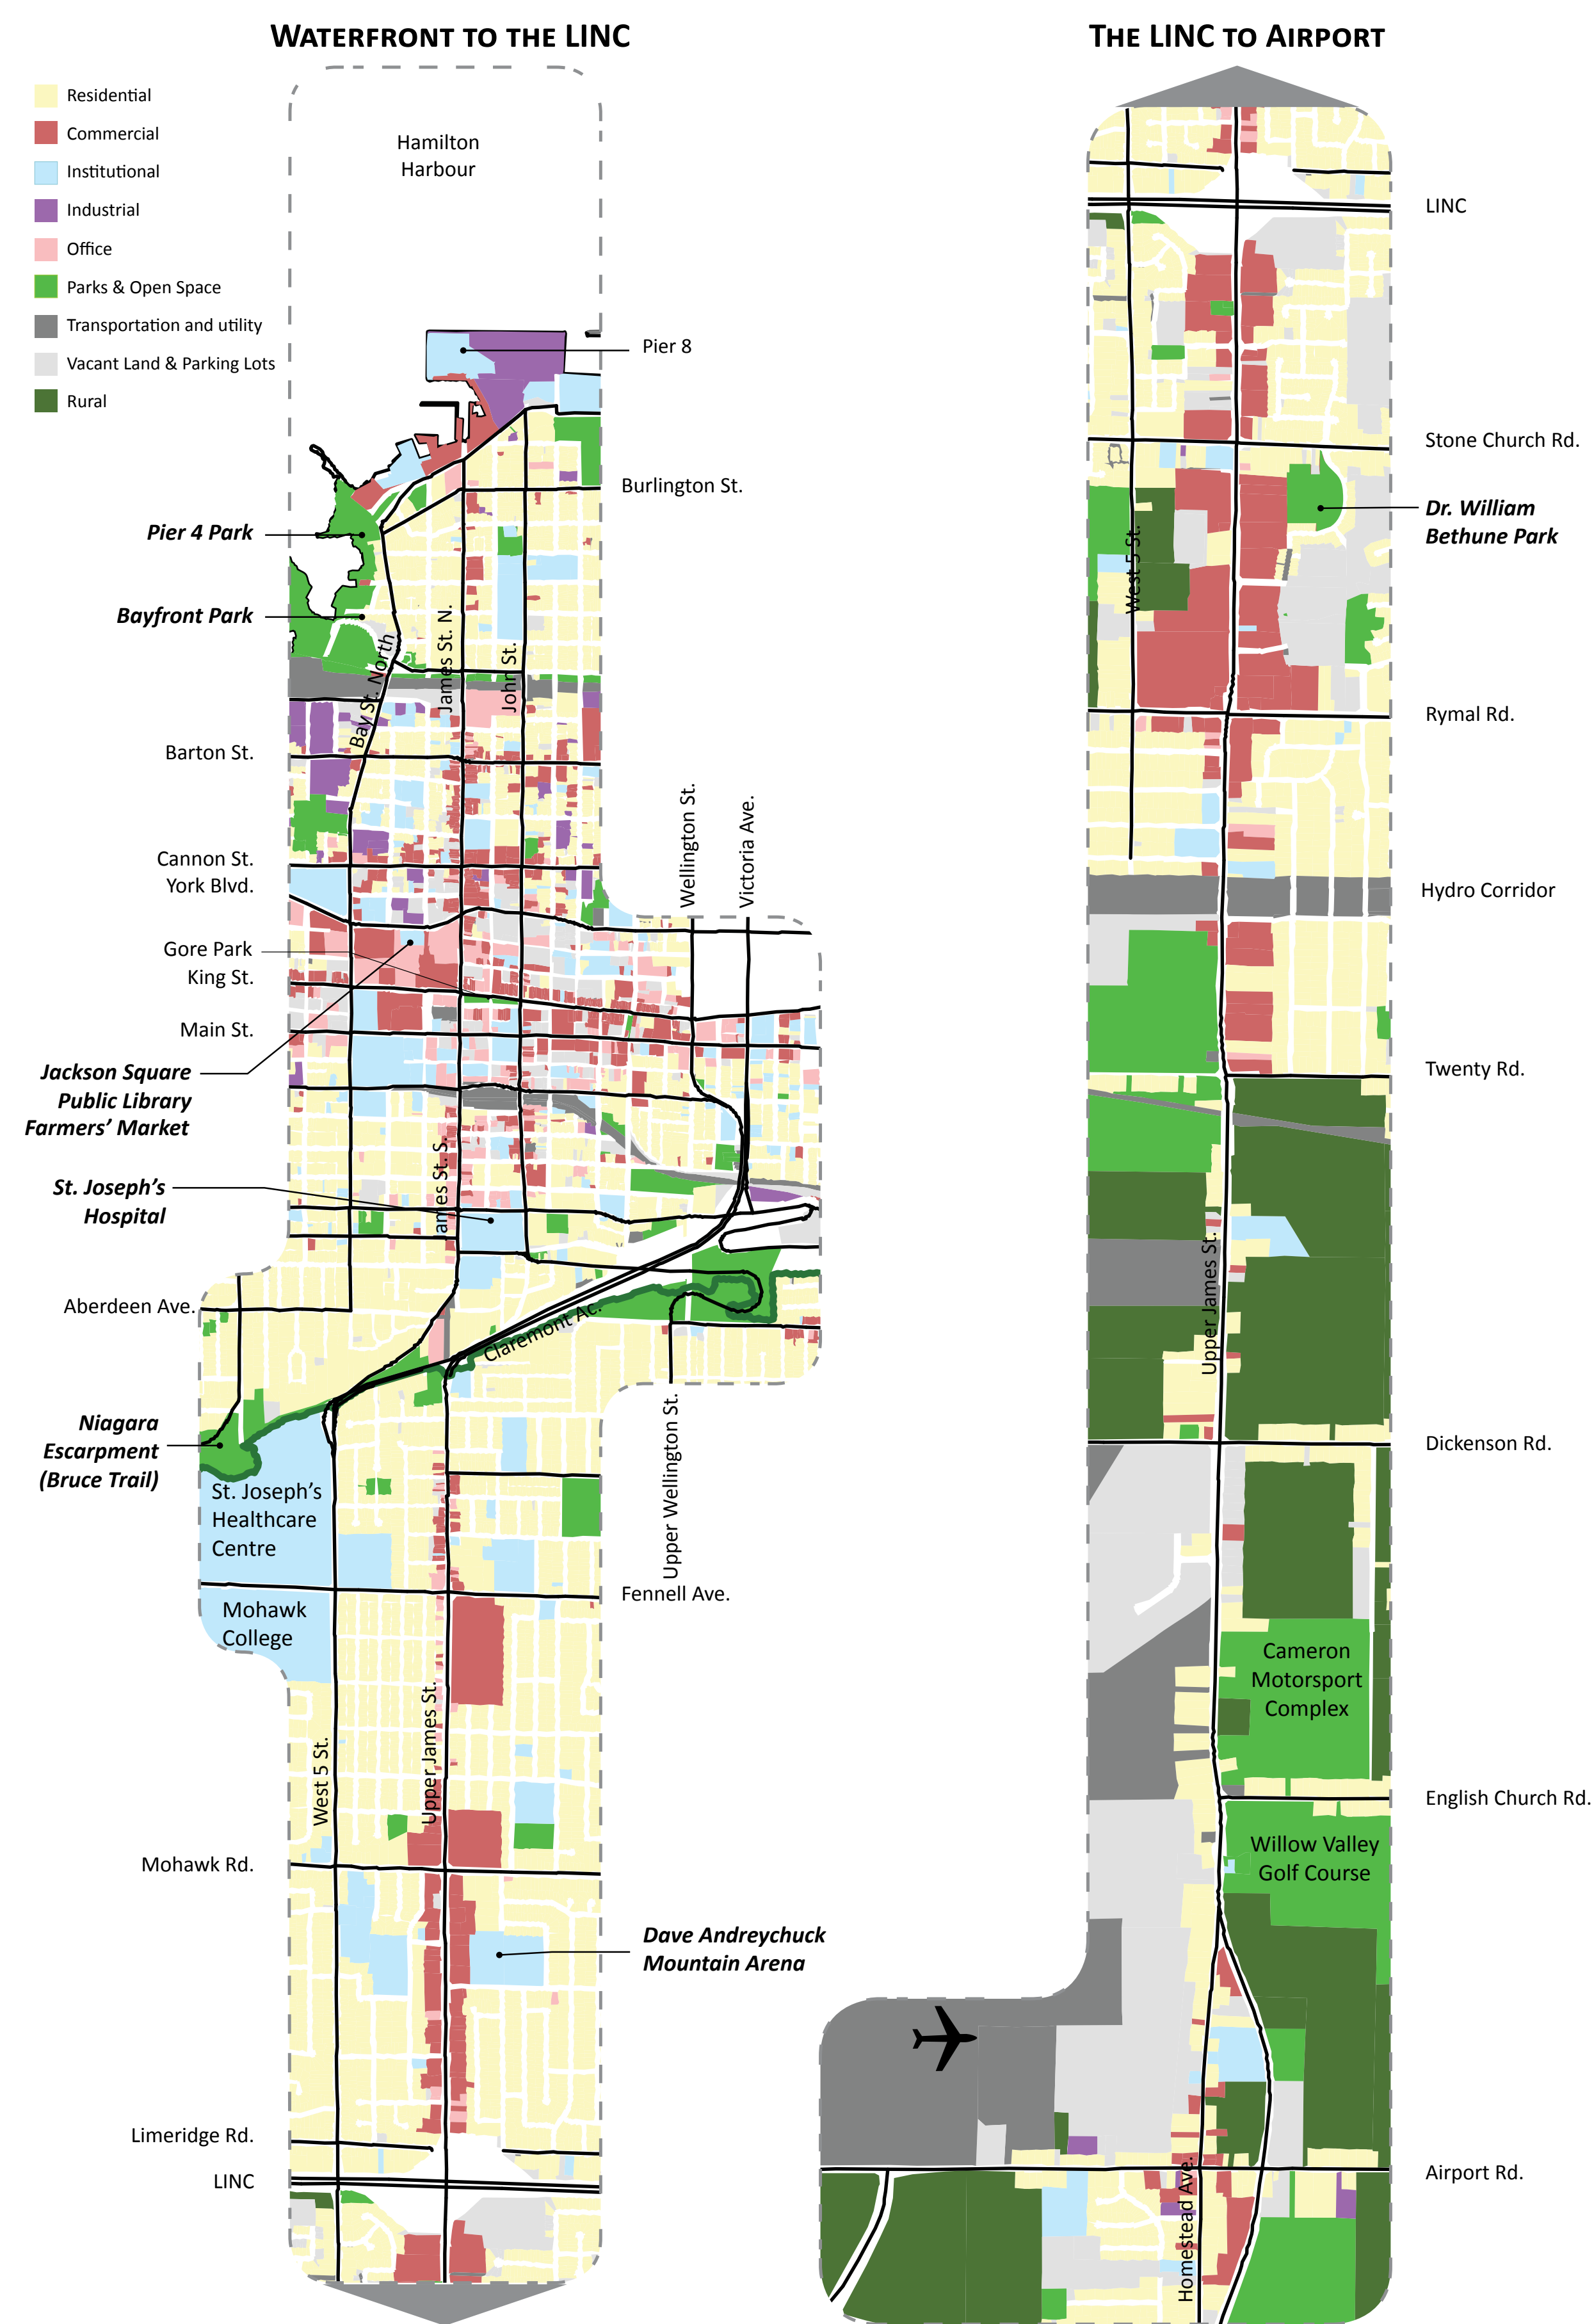 WATERFRONT TO THE LINC
THE LINC TO AIRPORT
Residential
Commercial
Institutional
Industrial
Office
Parks & Open Space
Transportation and utility
Vacant Land & Parking Lots
Rural
Hamilton
Harbour
Pier 8
Burlington St.
Pier 4 Park
Bayfront Park
Bay St. North
James St. N.
John St.
Barton St.
Wellington St.
Victoria Ave.
Cannon St.
York Blvd.
Gore Park
King St.
Main St.
Jackson Square
Public Library
Farmers' Market
James St. S.
St. Joseph's
Hospital
Aberdeen Ave.
Claremont Ac.
Niagara
Escarpment
(Bruce Trail)
St. Joseph's
Healthcare
Centre
Upper Wellington St.
Fennell Ave.
Mohawk
College
West 5 St.
Upper James St.
Mohawk Rd.
Dave Andreychuck
Mountain Arena
Limeridge Rd.
LINC
LINC
Stone Church Rd.
Dr. William
Bethune Park
West 5 St.
Rymal Rd.
Hydro Corridor
Twenty Rd.
Upper James St.
Dickenson Rd.
Cameron
Motorsport
Complex
English Church Rd.
Willow Valley
Golf Course
Airport Rd.
Homestead Ave.